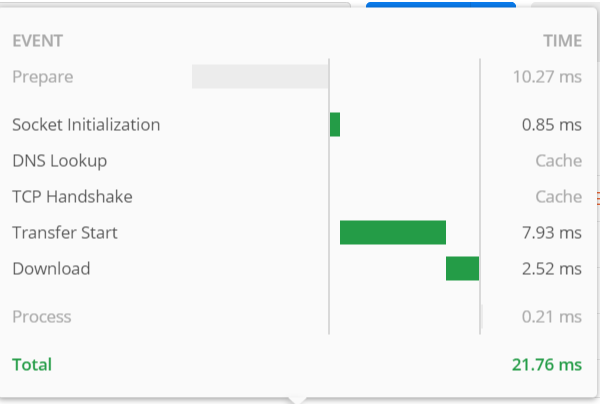 EVENT TIME
Prepare 10.27 ms
Socket Initialization 0.85 ms
DNS Lookup Cache
TCP Handshake Cache
Transfer Start 7.93 ms
Download 2.52 ms
Process 0.21 ms
Total 21.76 ms